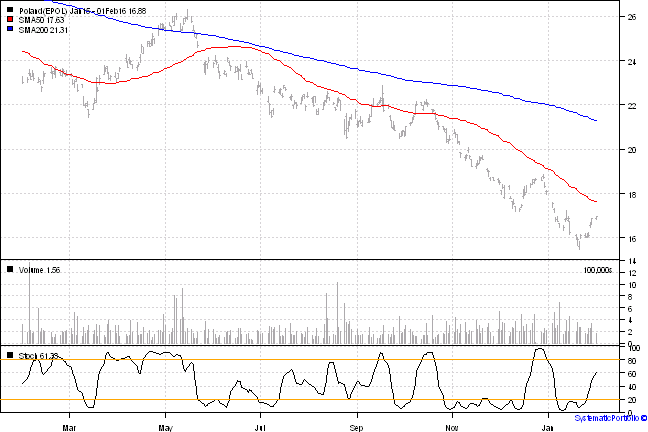 Poland (EPOL) Jan15 - 01Feb16 16.88
SMA50 17.63
SMA200 21.31
26
24
22
20
18
16
Volume 1.56
100,000s
14
12
10
8
6
4
2
0
Stoch 61.33
100
80
60
40
20
0
Mar May Jul Sep Nov Jan
SystematicPortfolio ©